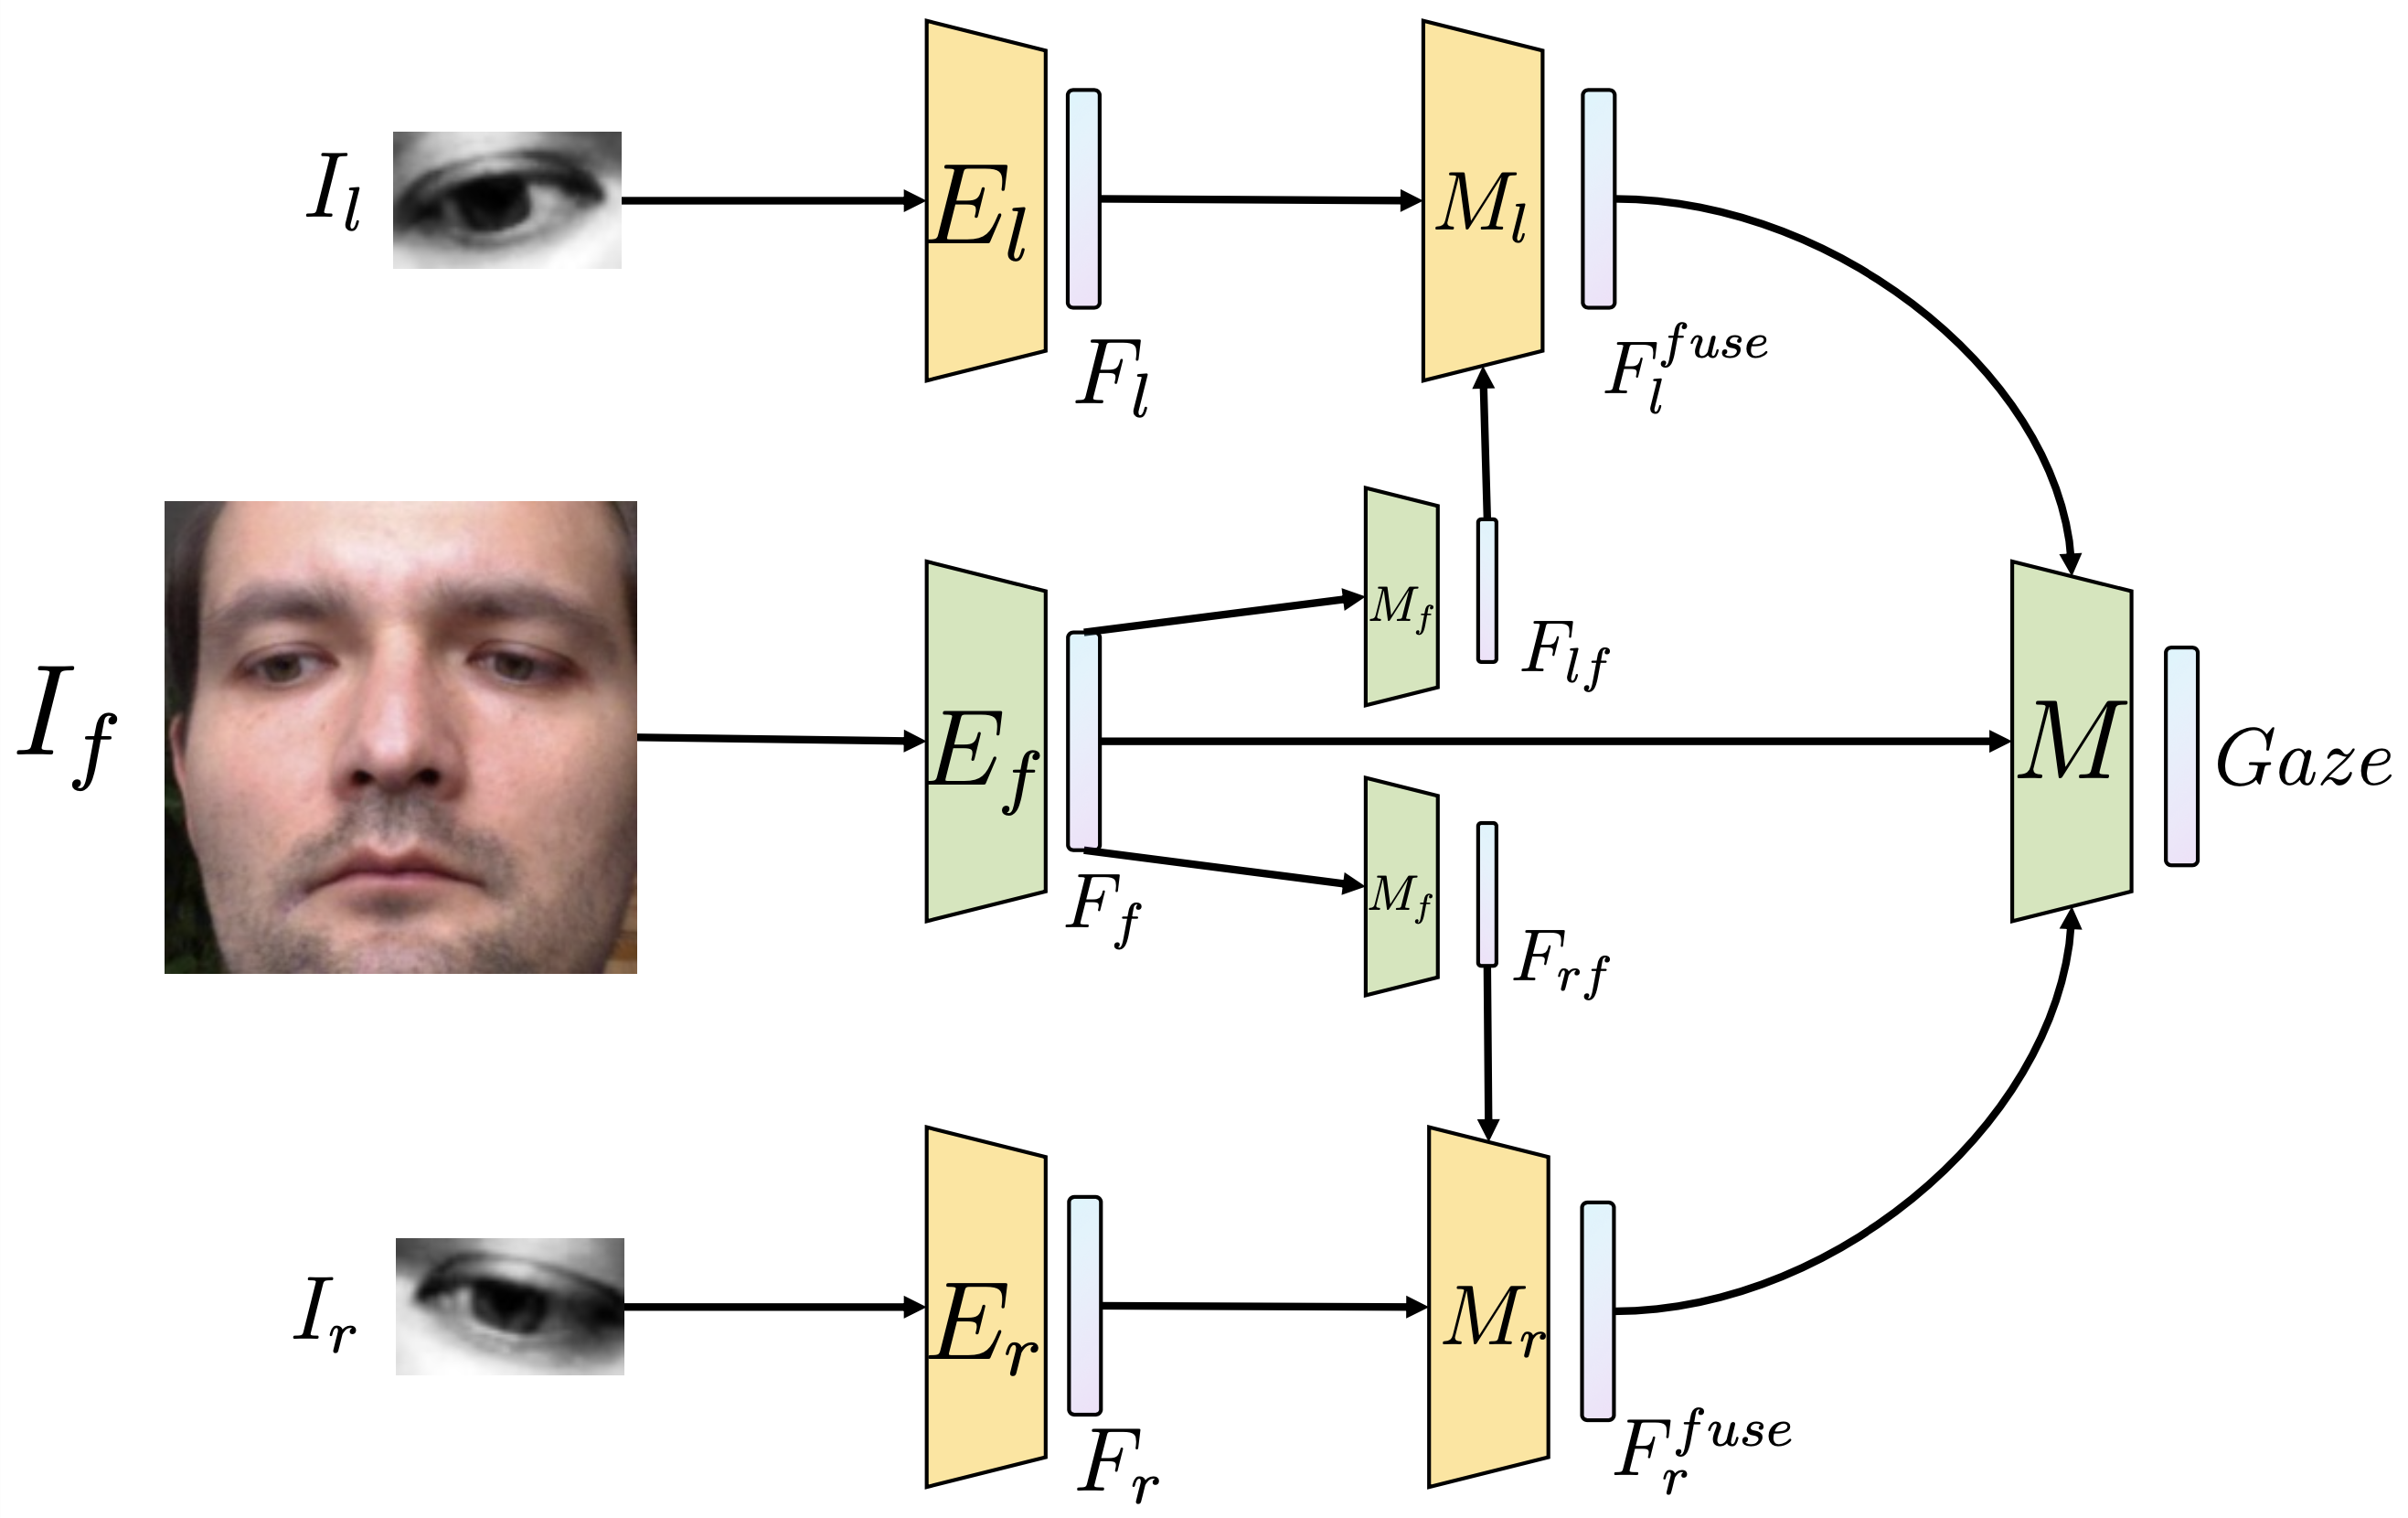 I_l
E_l
F_l
M_l
F_l^{fuse}
I_f
E_f
F_f
M_f
F_{lf}
M_f
F_{rf}
M
Gaze
I_r
E_r
F_r
M_r
F_r^{fuse}